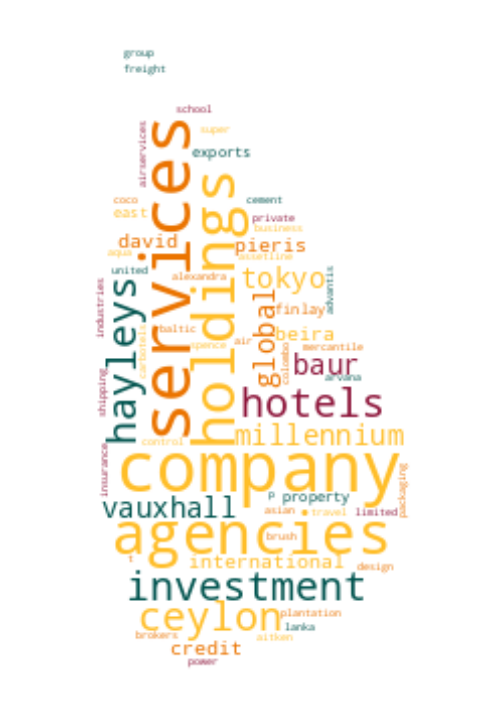 group
freight
school
airservices
super
services
exports
holdings
coco
east
cement
private
business
david
pieris
aqua
assetline
united
alexandra
tokyo
advantis
hayleys
industries
global
finlay
baltic
beira
carbotels
spence
air
colombo
mercantile
baur
arvana
shipping
hotels
millennium
control
insurance
company
packaging
p
property
vauxhall
asian
travel
limited
agencies
brush
t
international
design
investment
ceylon
plantation
lanka
brokers
aitken
credit
power